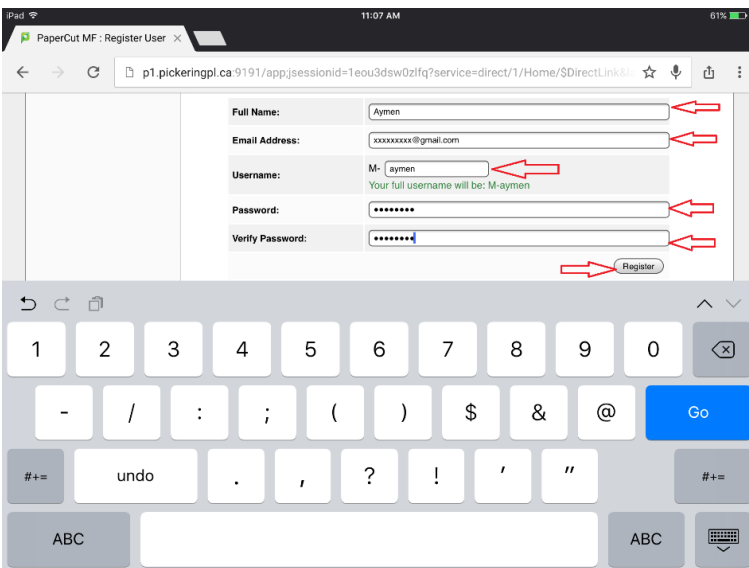 iPad 11:07 AM 61%
PaperCut MF : Register User ×
p1.pickeringpl.ca:9191/app;jsessionid=1eou3dsw0zlfq?service=direct/1/Home/$DirectLink&
Full Name: Aymen
Email Address: xxxxxxxxx@gmail.com
Username: M- aymen
Your full username will be: M-aymen
Password: ••••••••
Verify Password: ••••••••
Register
1 2 3 4 5 6 7 8 9 0
- / : ; ( ) $ & @ Go
#+= undo . , ? ! ' " #+=
ABC ABC